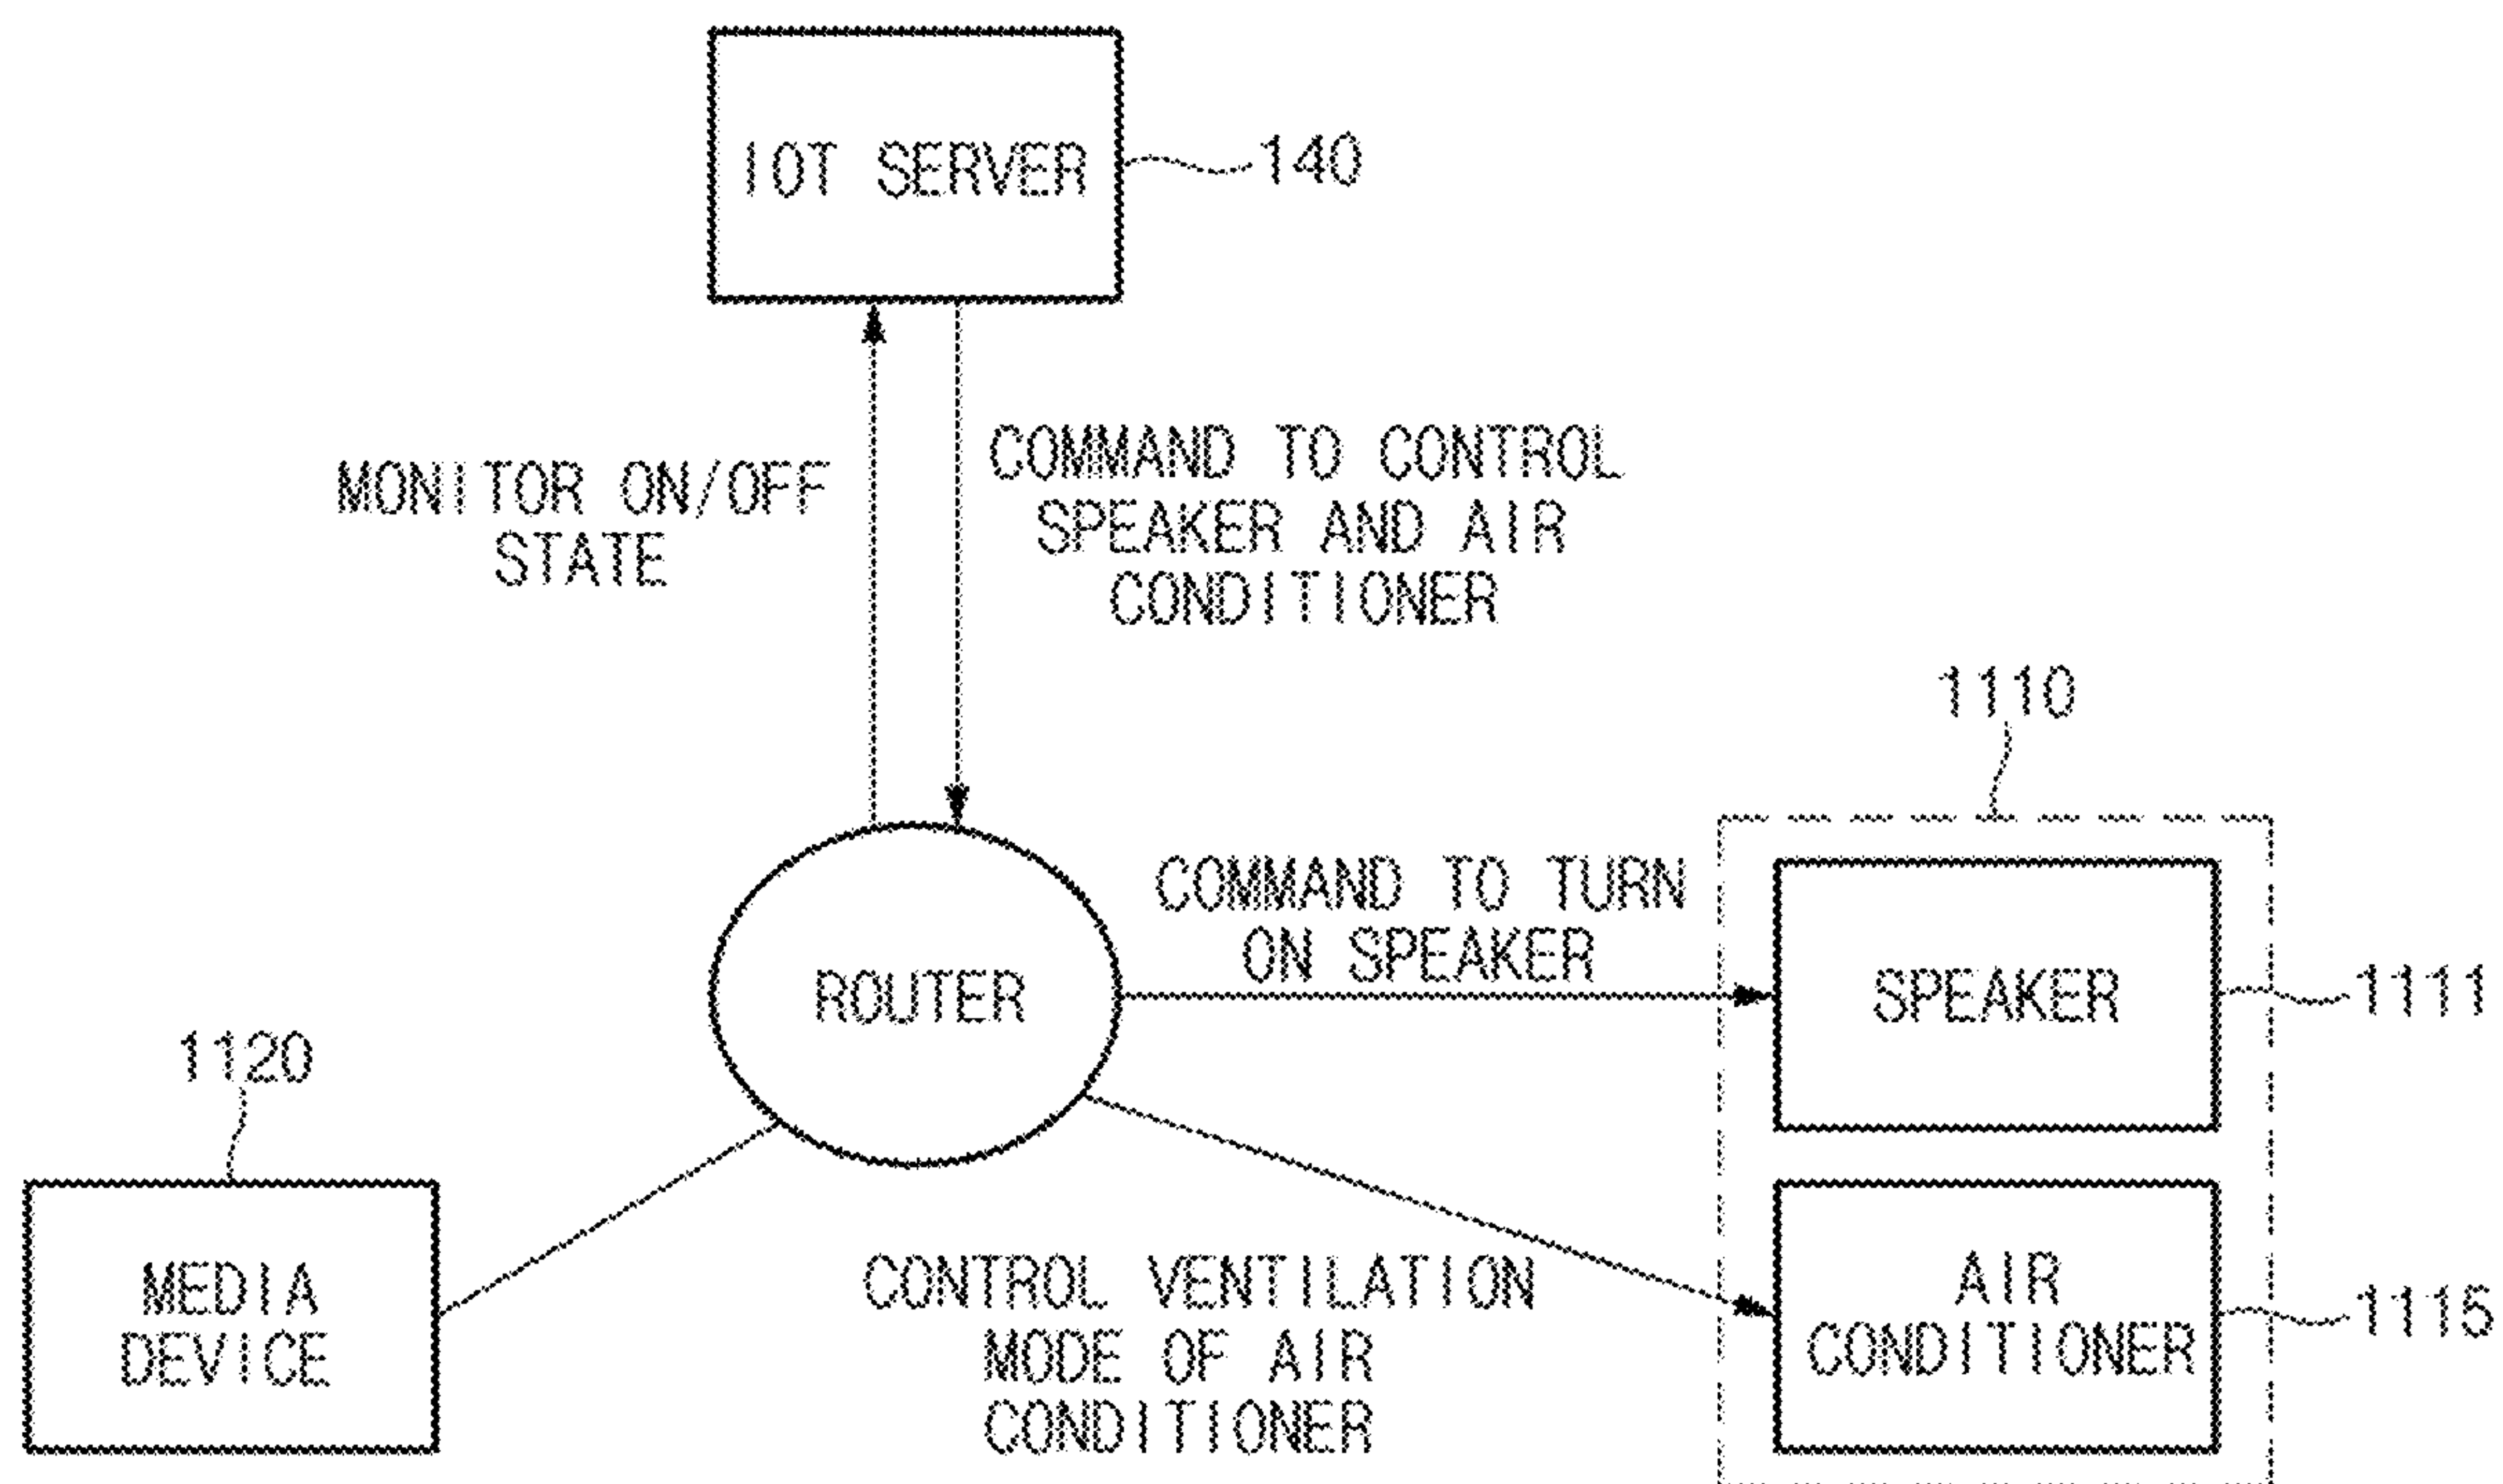 IOT SERVER
140
MONITOR ON/OFF
STATE
COMMAND TO CONTROL
SPEAKER AND AIR
CONDITIONER
1110
COMMAND TO TURN
ON SPEAKER
ROUTER
SPEAKER
1111
1120
MEDIA
DEVICE
CONTROL VENTILATION
MODE OF AIR
CONDITIONER
AIR
CONDITIONER
1115